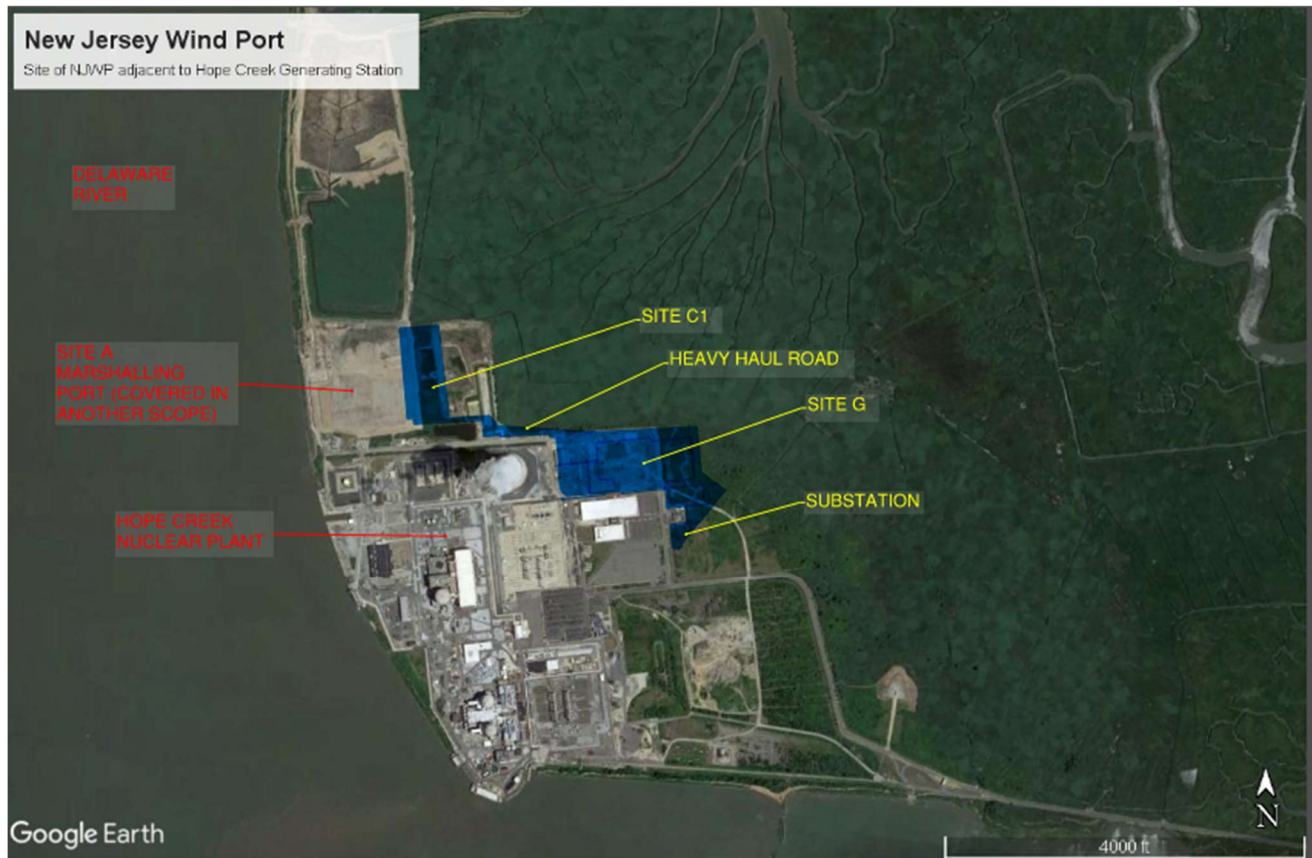 New Jersey Wind Port
Site of NJWP adjacent to Hope Creek Generating Station
DELAWARE
RIVER
SITE C1
HEAVY HAUL ROAD
SITE A
MARSHALLING
PORT (COVERED IN
ANOTHER SCOPE)
SITE G
SUBSTATION
HOPE CREEK
NUCLEAR PLANT
N
Google Earth
4000 ft